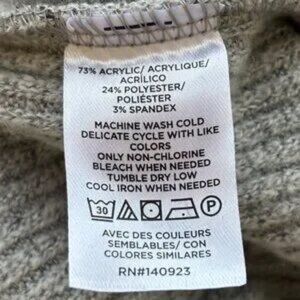 73% ACRYLIC/ ACRYLIQUE/
ACRÍLICO
24% POLYESTER/
POLIÉSTER
3% SPANDEX
MACHINE WASH COLD
DELICATE CYCLE WITH LIKE
COLORS
ONLY NON-CHLORINE
BLEACH WHEN NEEDED
TUMBLE DRY LOW
COOL IRON WHEN NEEDED
30 P
AVEC DES COULEURS
SEMBLABLES/ CON
COLORES SIMILARES
RN#140923